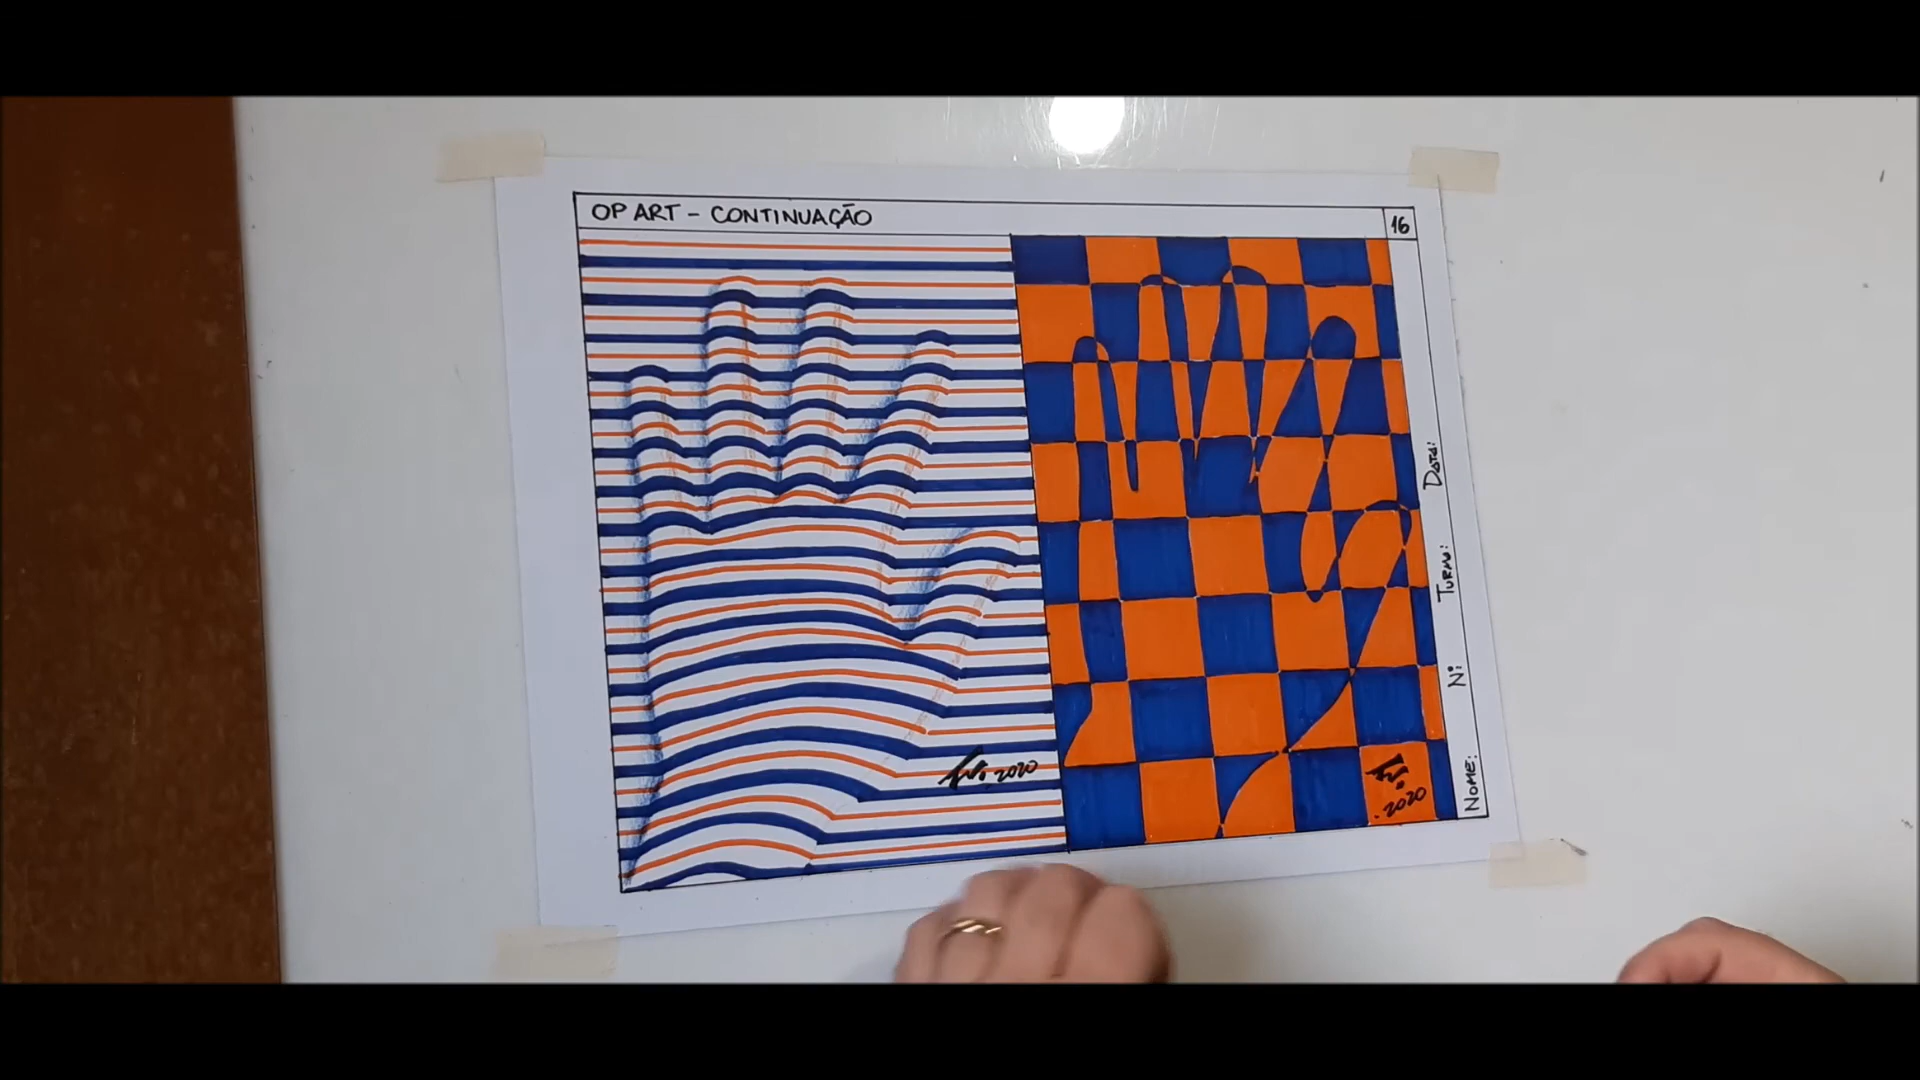 OP ART - CONTINUAÇÃO
16
Nome:
Nº:
Turma:
Data:
2020
.2020